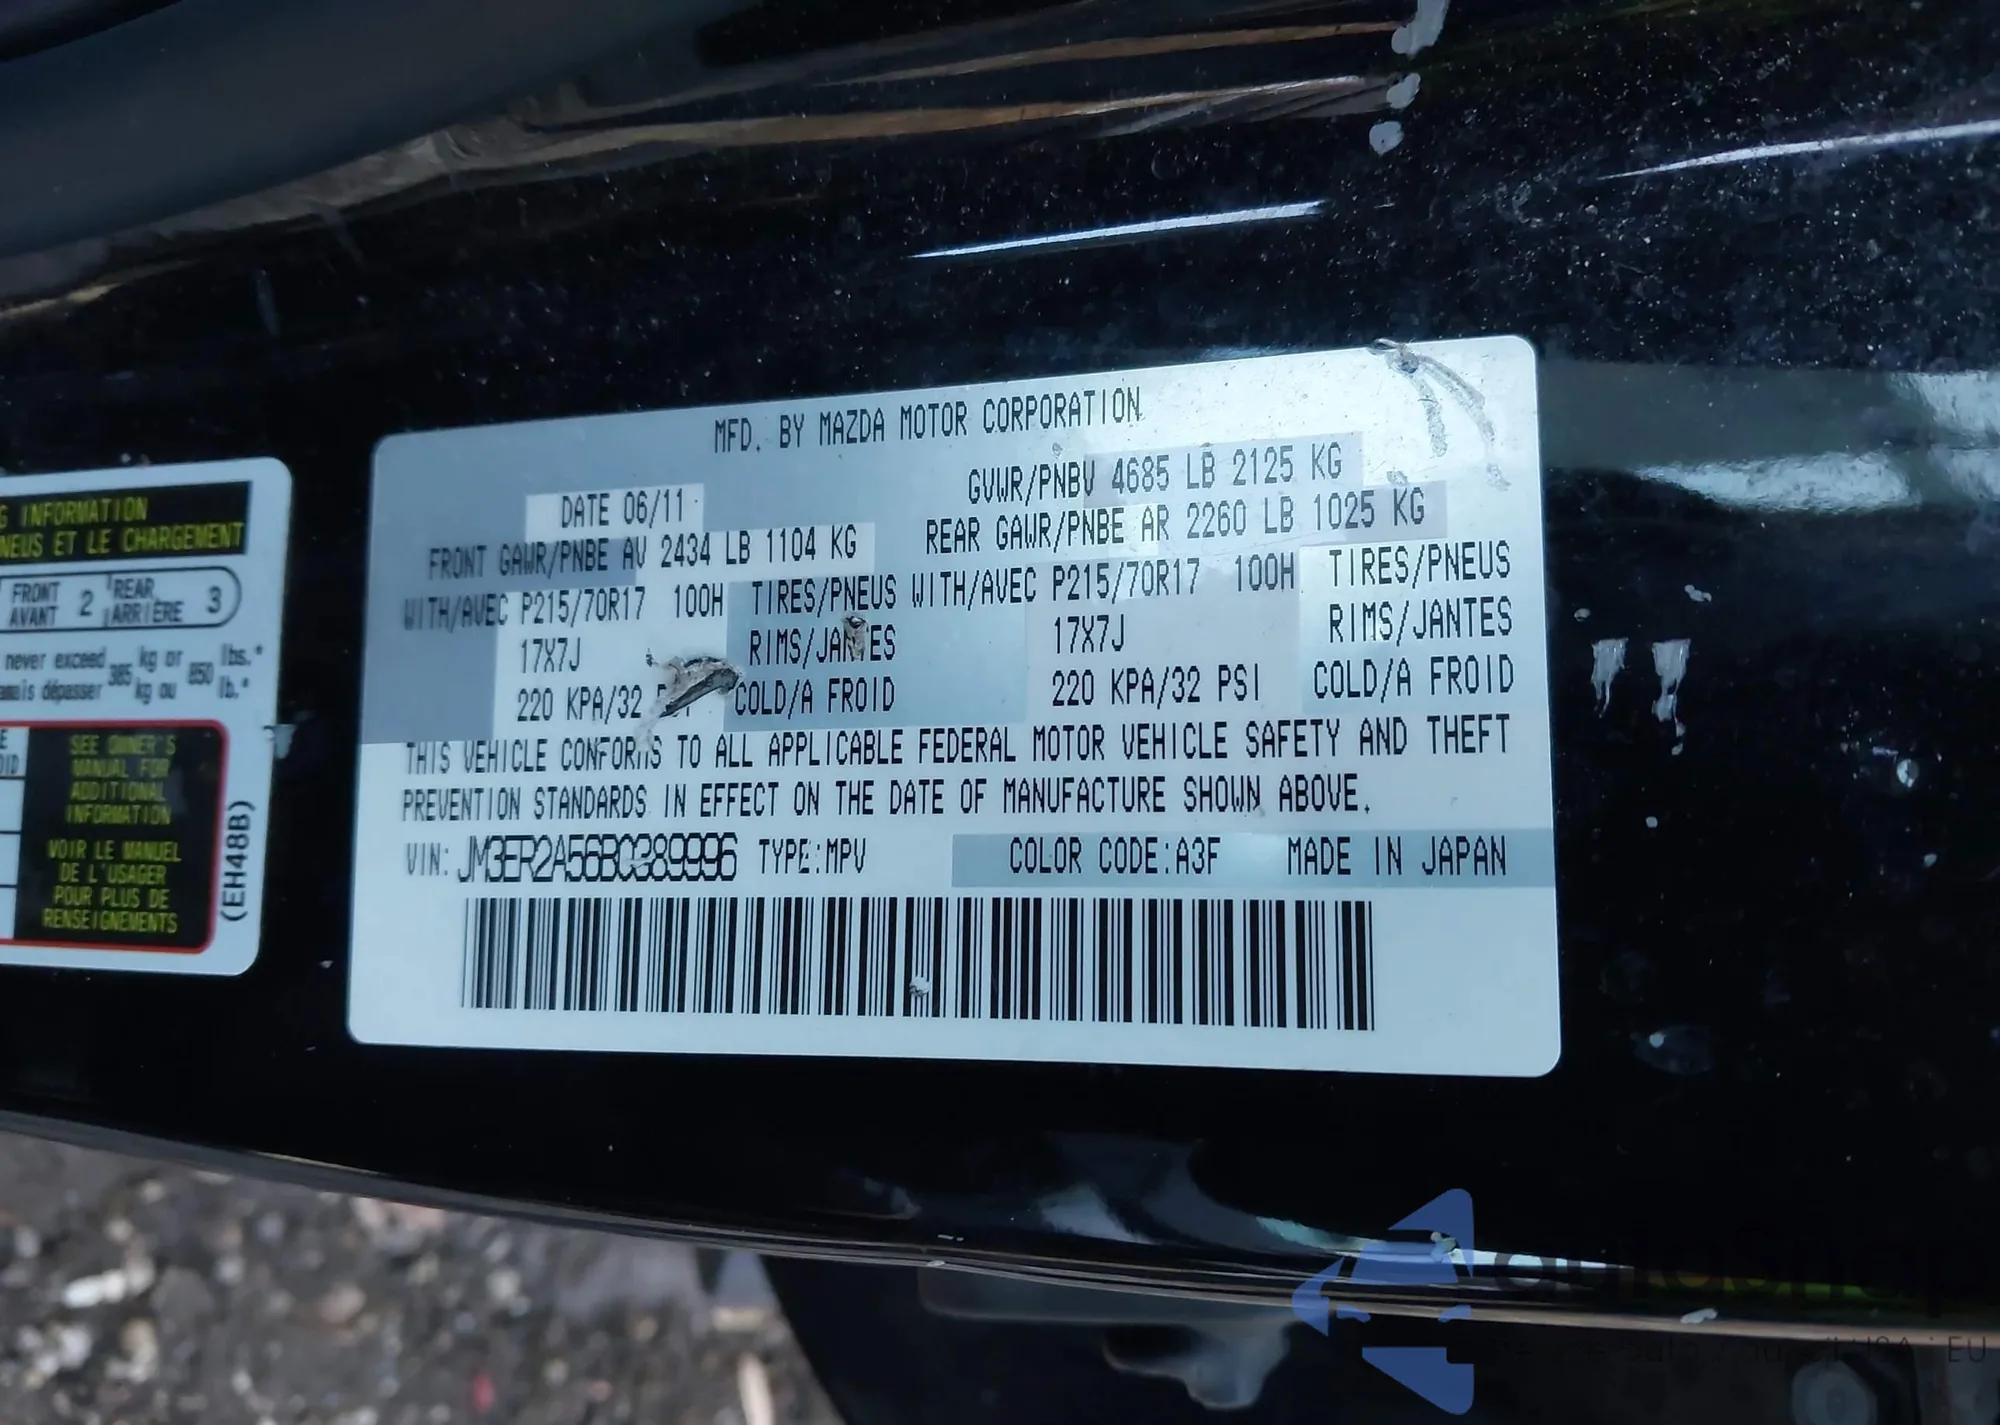 G INFORMATION
NEUS ET LE CHARGEMENT
FRONT AVANT 2 REAR ARRIÈRE 3
never exceed 385 kg or 850 lbs.*
amais dépasser kg ou lb.*
SEE OWNER'S
MANUAL FOR
ADDITIONAL
INFORMATION
VOIR LE MANUEL
DE L'USAGER
POUR PLUS DE
RENSEIGNEMENTS
(EH48B)
MFD. BY MAZDA MOTOR CORPORATION
DATE 06/11 GVWR/PNBV 4685 LB 2125 KG
FRONT GAWR/PNBE AV 2434 LB 1104 KG REAR GAWR/PNBE AR 2260 LB 1025 KG
WITH/AVEC P215/70R17 100H TIRES/PNEUS WITH/AVEC P215/70R17 100H TIRES/PNEUS
17X7J RIMS/JANTES 17X7J RIMS/JANTES
220 KPA/32 PSI COLD/A FROID 220 KPA/32 PSI COLD/A FROID
THIS VEHICLE CONFORMS TO ALL APPLICABLE FEDERAL MOTOR VEHICLE SAFETY AND THEFT
PREVENTION STANDARDS IN EFFECT ON THE DATE OF MANUFACTURE SHOWN ABOVE.
VIN: JM3ER2A56B0389996 TYPE:MPV COLOR CODE:A3F MADE IN JAPAN
EU